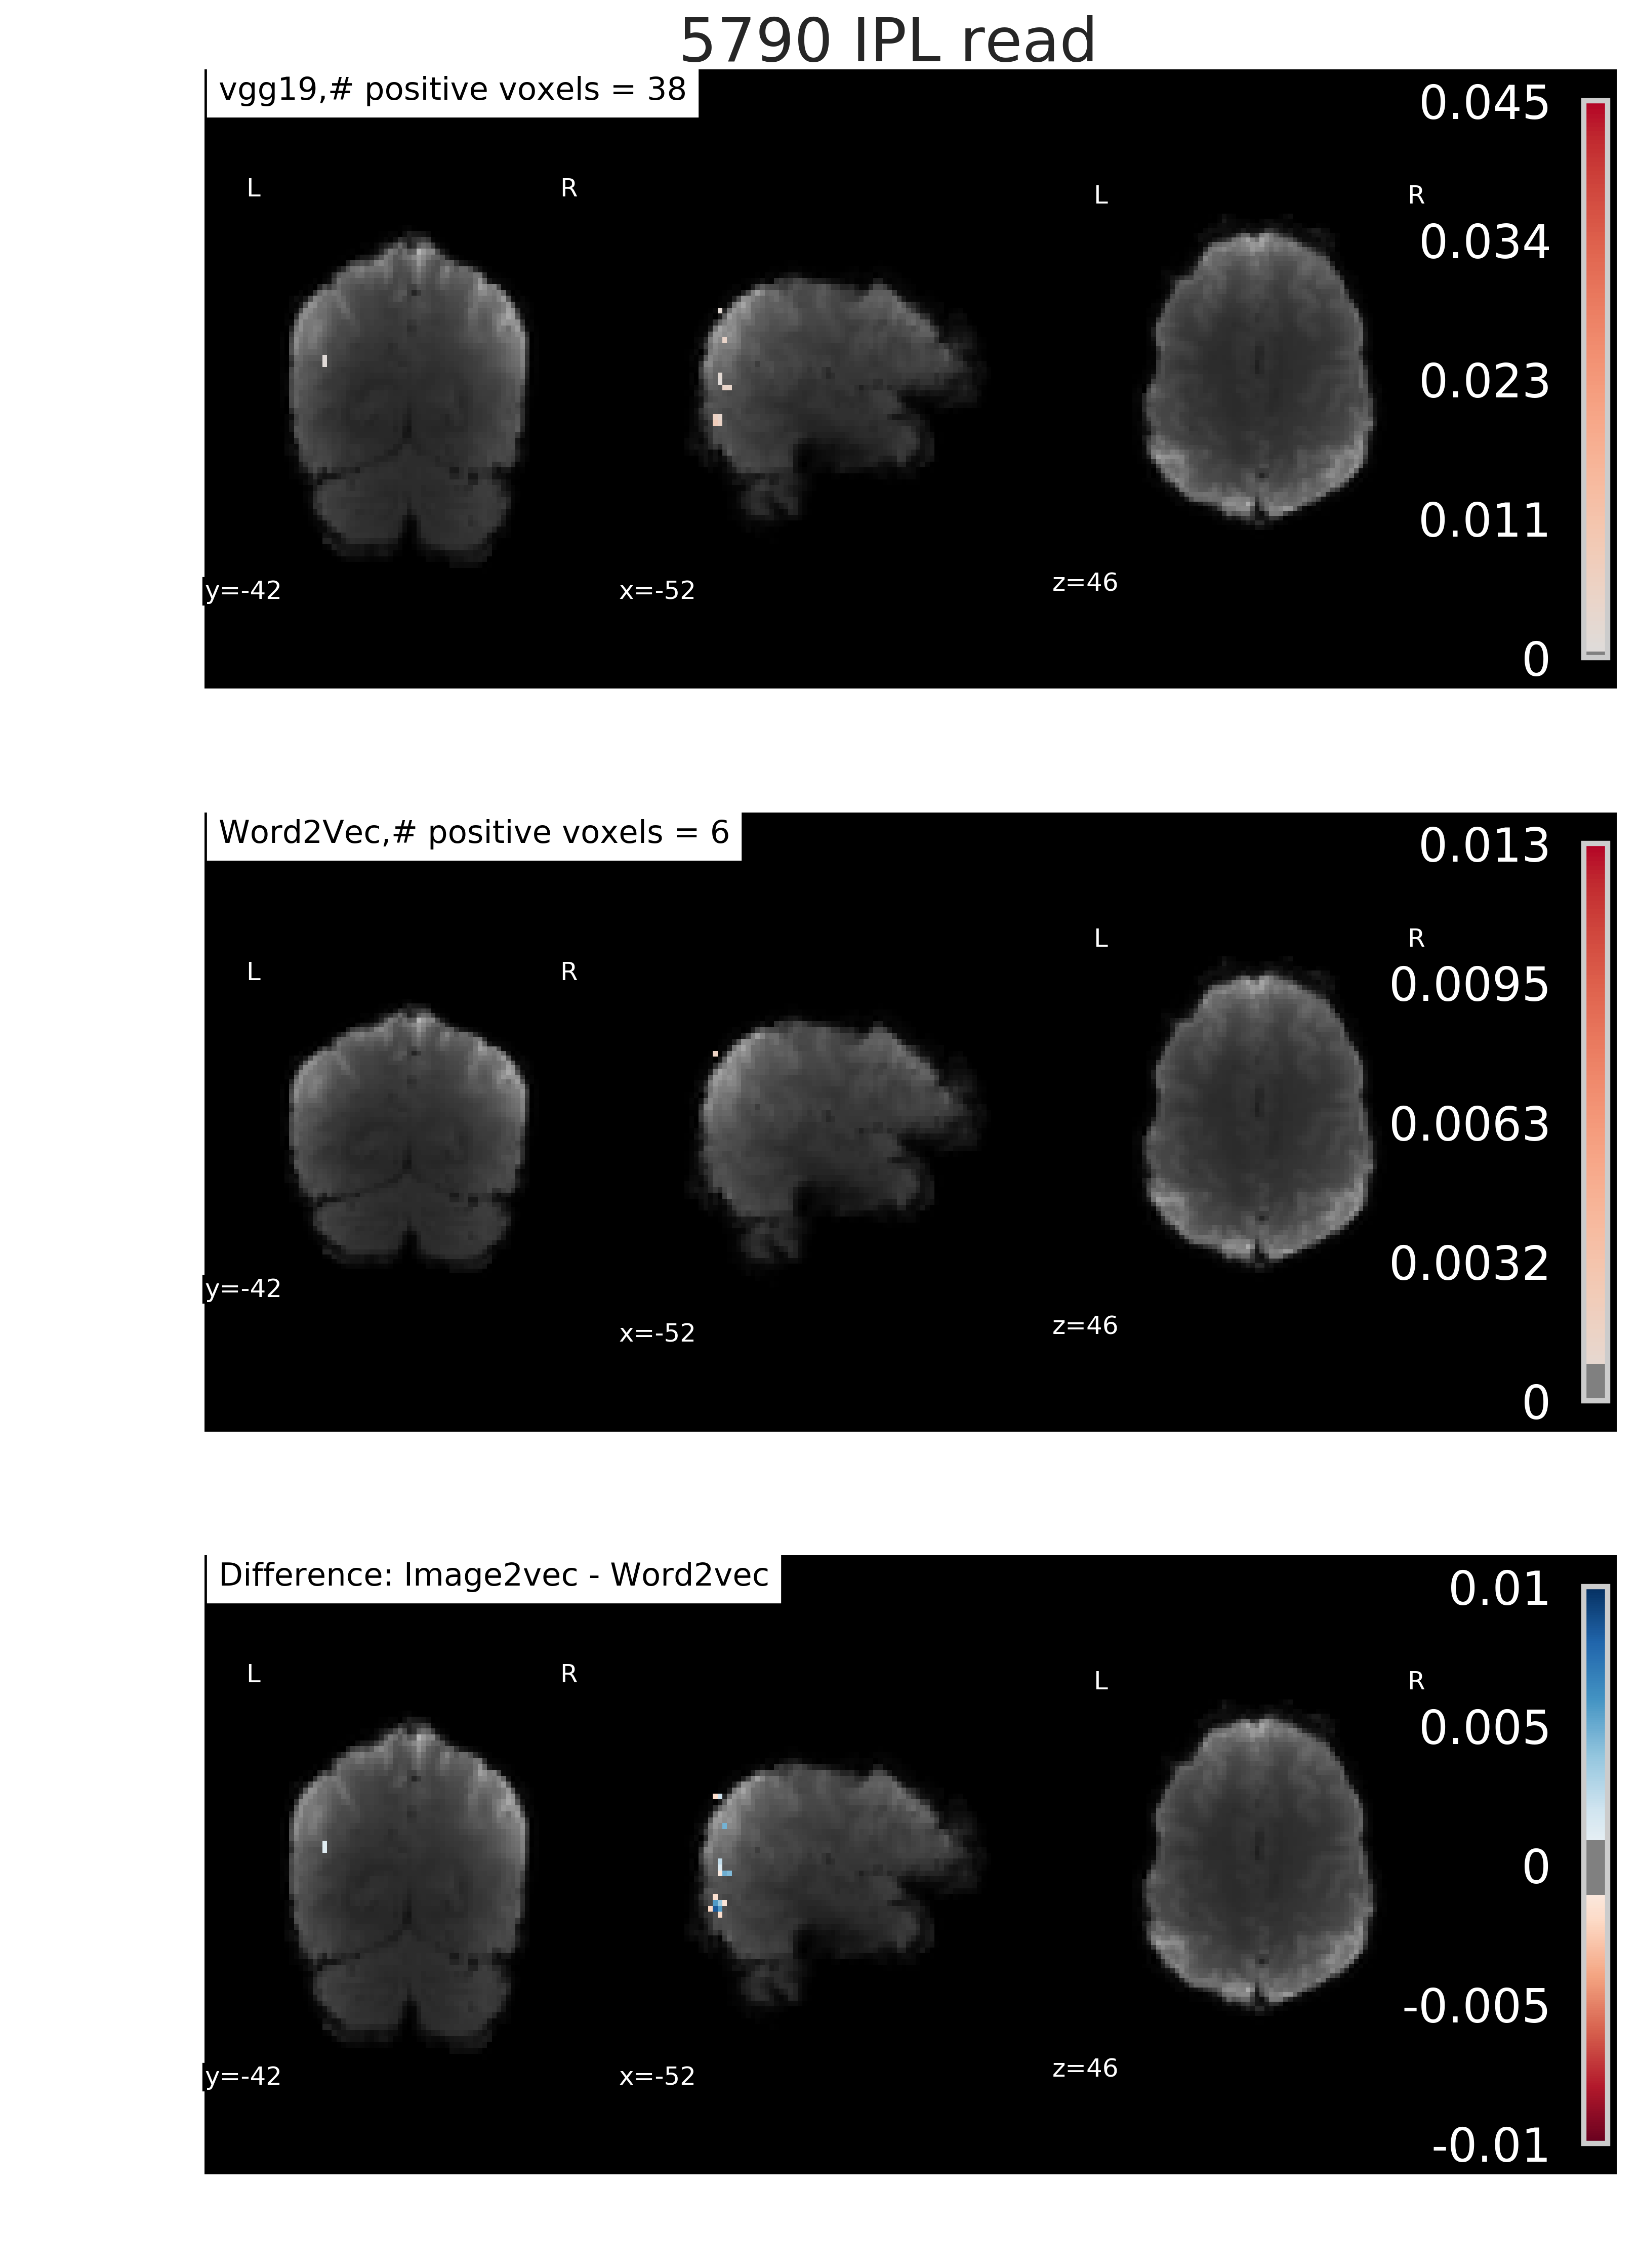 5790 IPL read
vgg19,# positive voxels = 38
0.045
L R L R
0.034
0.023
0.011
y=-42 x=-52 z=46
0
Word2Vec,# positive voxels = 6
0.013
L R L R
0.0095
0.0063
0.0032
y=-42 x=-52 z=46
0
Difference: Image2vec - Word2vec
0.01
L R L R
0.005
0
-0.005
y=-42 x=-52 z=46
-0.01